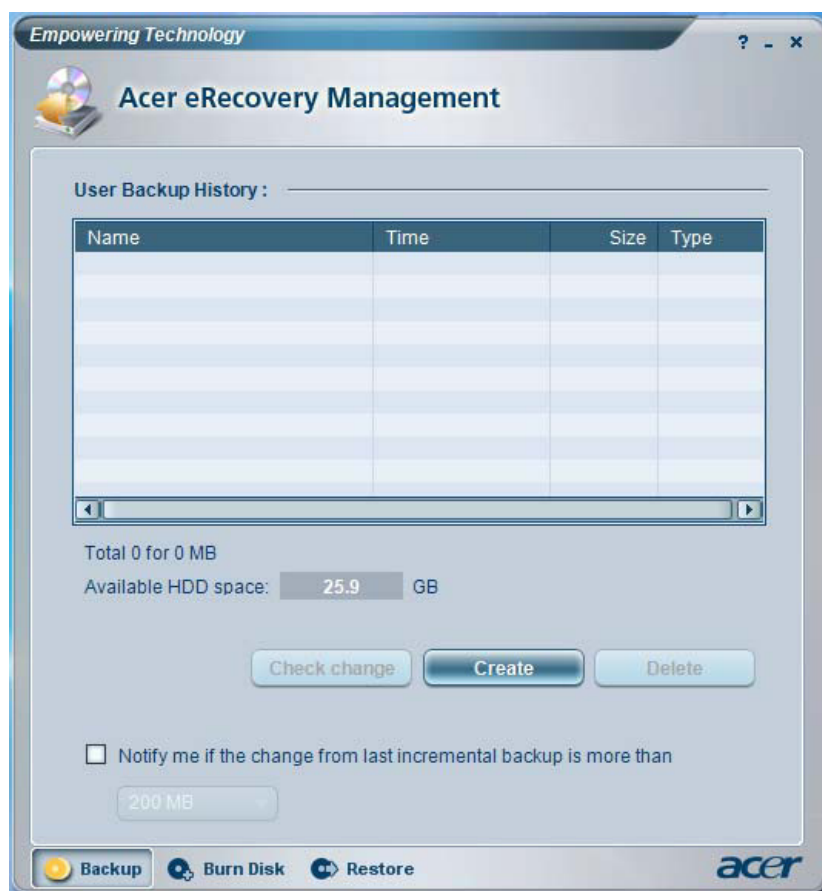 Empowering Technology
? - x
Acer eRecovery Management
User Backup History :
Name Time Size Type
Total 0 for 0 MB
Available HDD space: 25.9 GB
Check change Create Delete
Notify me if the change from last incremental backup is more than
200 MB
Backup Burn Disk Restore acer